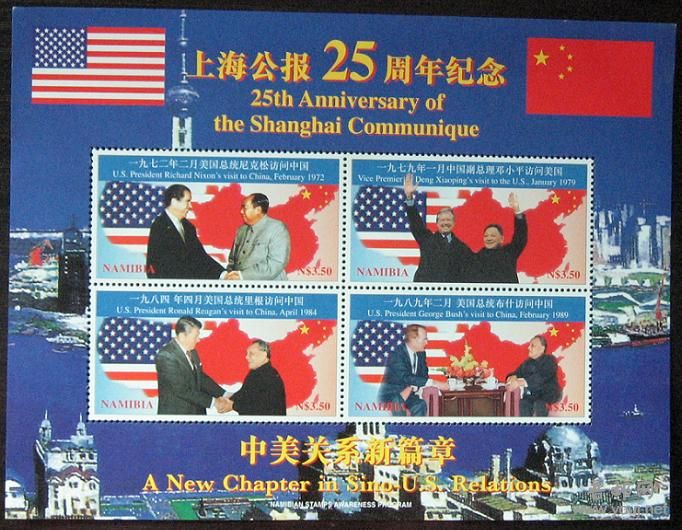 上海公报 25 周年纪念
25th Anniversary of
the Shanghai Communique
一九七二年二月美国总统尼克松访问中国
U.S. President Richard Nixon's visit to China, February 1972
NAMIBIA
N$3.50
一九七九年一月中国副总理邓小平访问美国
Vice Premier Deng Xiaoping's visit to the U.S., January 1979
NAMIBIA
N$3.50
一九八四 年四月美国总统里根访问中国
U.S. President Ronald Reagan's visit to China, April 1984
NAMIBIA
N$3.50
一九八九年二月 美国总统布什访问中国
U.S. President George Bush's visit to China, February 1989
NAMIBIA
N$3.50
中美关系新篇章
A New Chapter in Sino-U.S. Relations
NAMIBIAN STAMPS AWARENESS PROGRAM